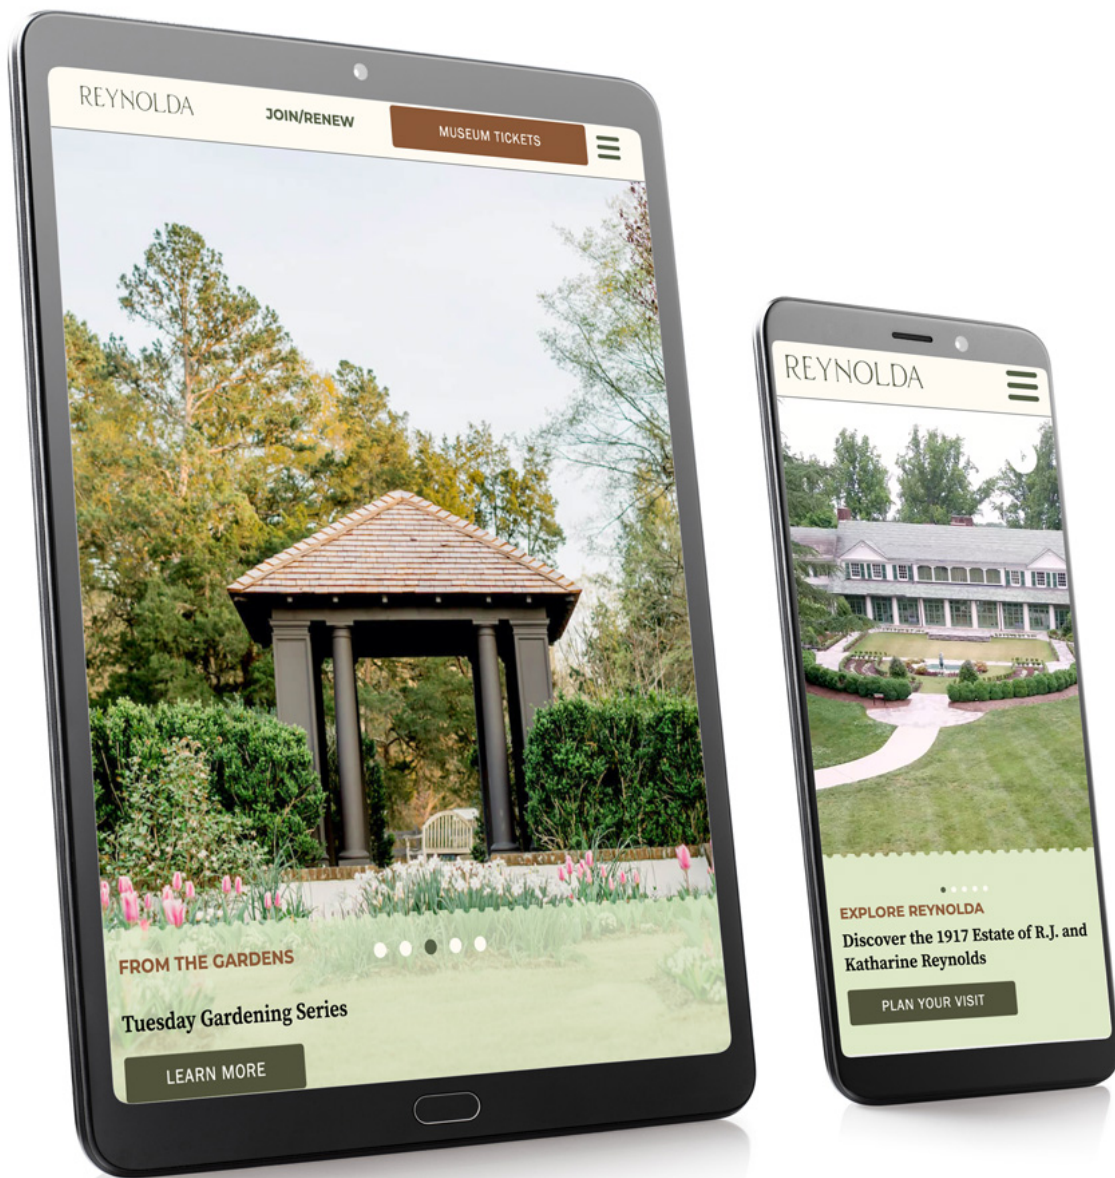 REYNOLDA
JOIN/RENEW
MUSEUM TICKETS
FROM THE GARDENS
Tuesday Gardening Series
LEARN MORE
REYNOLDA
EXPLORE REYNOLDA
Discover the 1917 Estate of R.J. and
Katharine Reynolds
PLAN YOUR VISIT